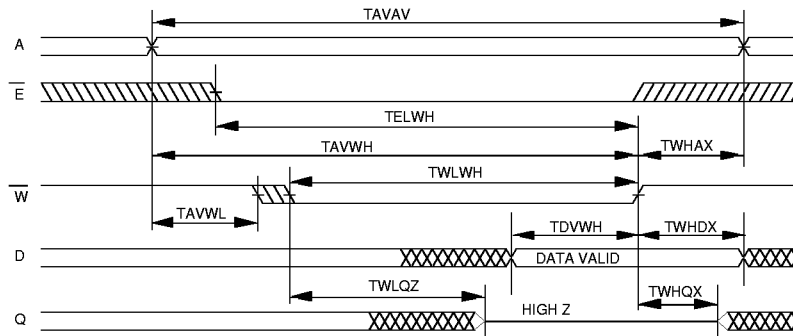 TAVAV
A
E
TELWH
TAVWH TWHAX
TWLWH
W
TAVWL
TDVWH TWHDX
D DATA VALID
TWLQZ TWHQX
HIGH Z
Q